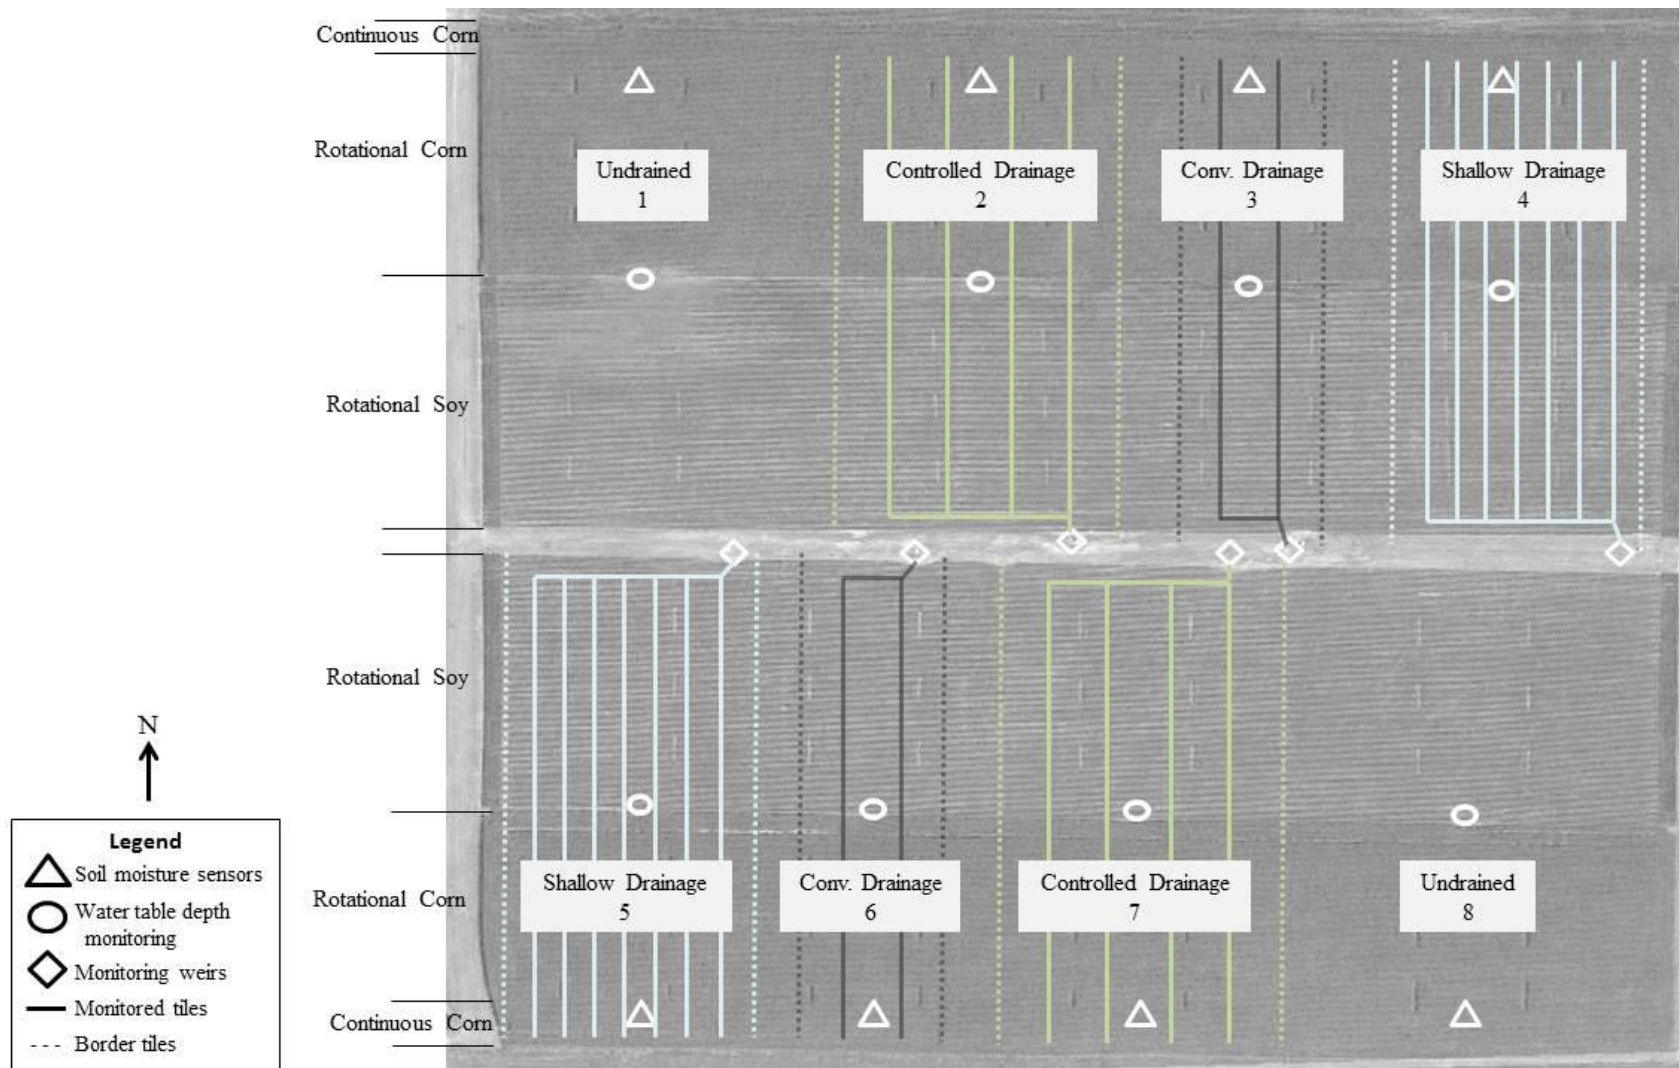 Continuous Corn
Rotational Corn
Undrained
1
Controlled Drainage
2
Conv. Drainage
3
Shallow Drainage
4
Rotational Soy
Rotational Soy
N
Shallow Drainage
5
Conv. Drainage
6
Controlled Drainage
7
Undrained
8
Rotational Corn
Continuous Corn
Legend
Soil moisture sensors
Water table depth
monitoring
Monitoring weirs
Monitored tiles
Border tiles